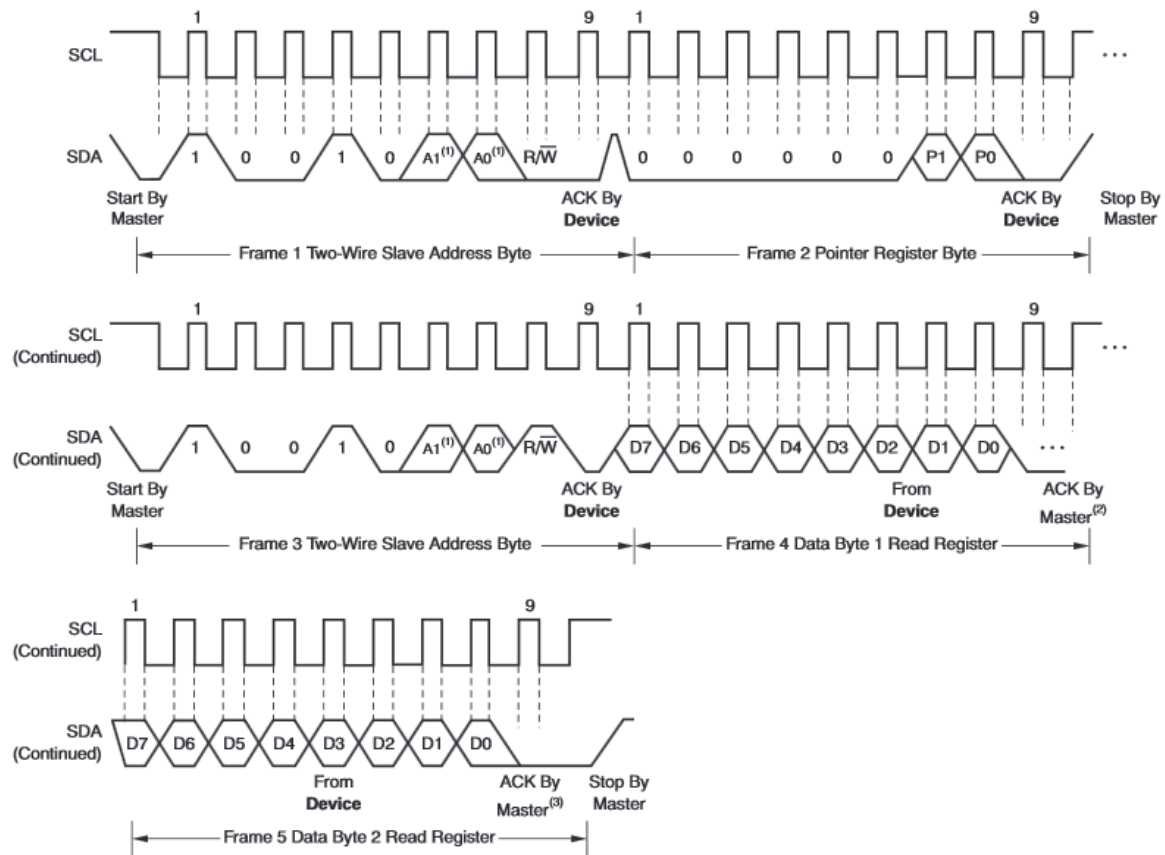 1 9 1 9
SCL ...
SDA 1 0 0 1 0 A1(1) A0(1) R/W̅ 0 0 0 0 0 0 P1 P0
Start By Master ACK By Device ACK By Device Stop By Master
Frame 1 Two-Wire Slave Address Byte Frame 2 Pointer Register Byte
1 9 1 9
SCL (Continued) ...
SDA (Continued) 1 0 0 1 0 A1(1) A0(1) R/W̅ D7 D6 D5 D4 D3 D2 D1 D0 ...
Start By Master ACK By Device From Device ACK By Master(2)
Frame 3 Two-Wire Slave Address Byte Frame 4 Data Byte 1 Read Register
1 9
SCL (Continued)
SDA (Continued) D7 D6 D5 D4 D3 D2 D1 D0
From Device ACK By Master(3) Stop By Master
Frame 5 Data Byte 2 Read Register